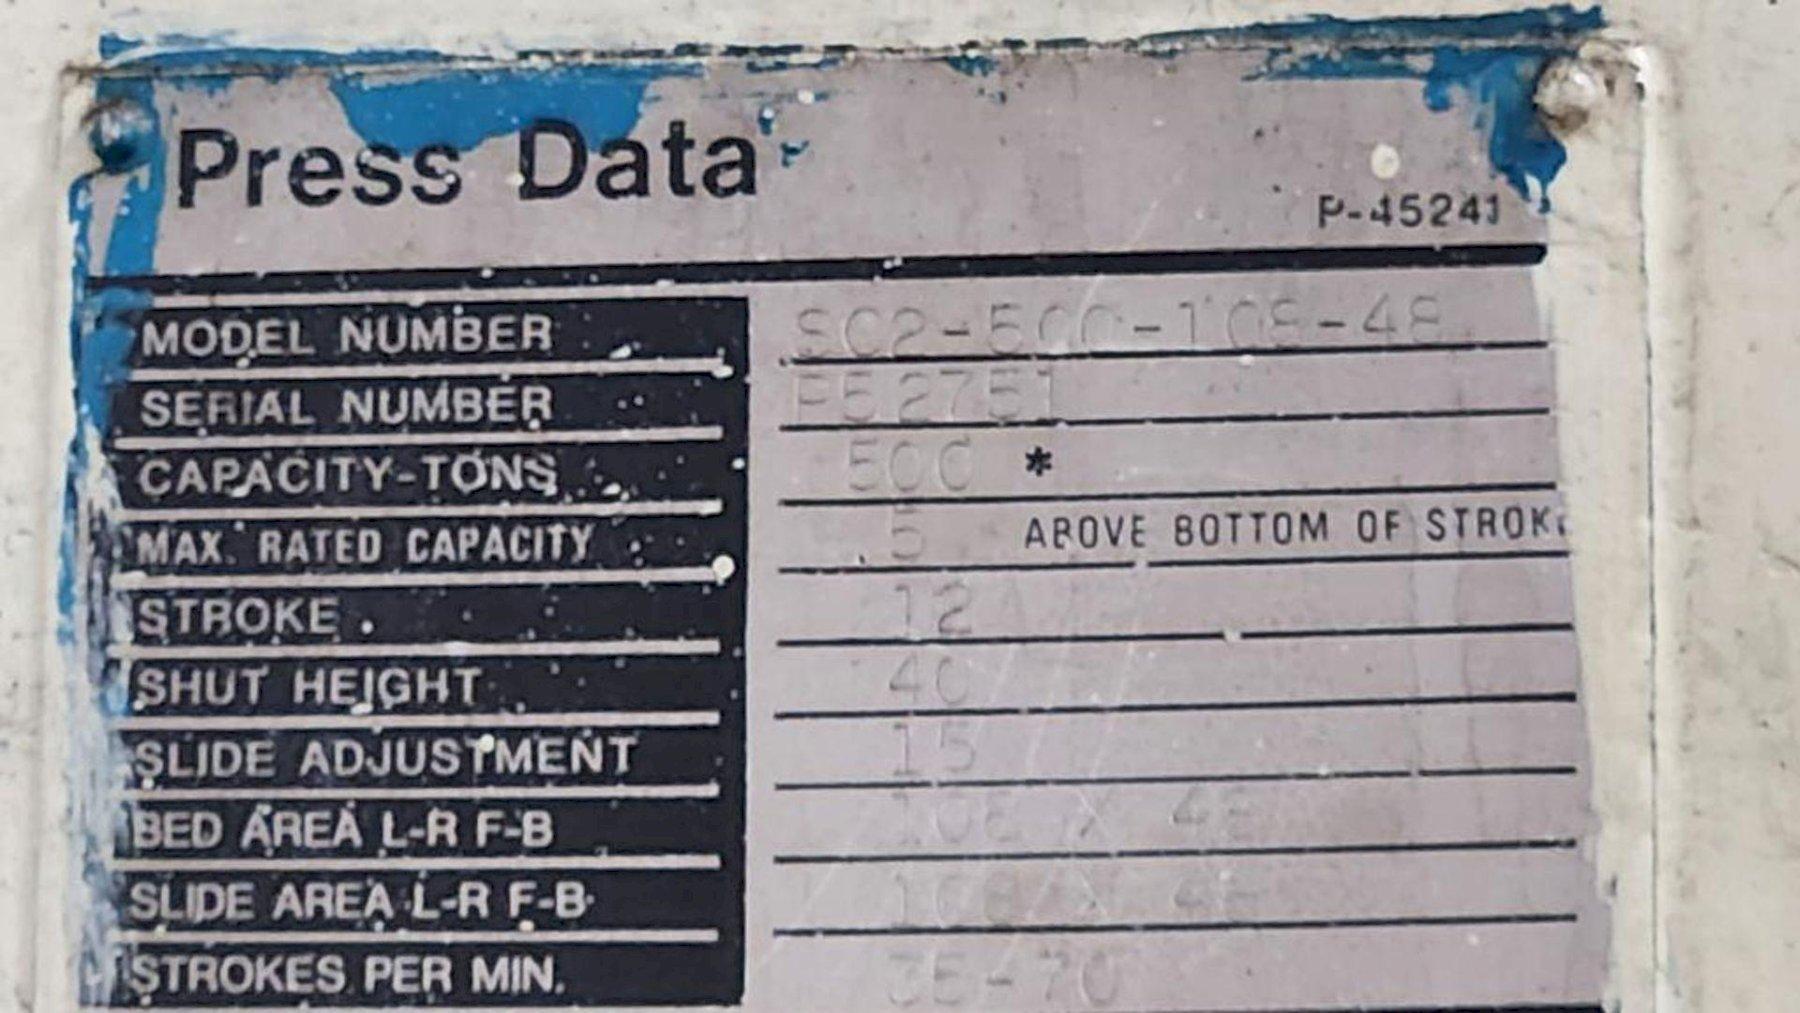 Press Data
P-45241
MODEL NUMBER SC2-500-108-48
SERIAL NUMBER P52751
CAPACITY-TONS 500 *
MAX. RATED CAPACITY ABOVE BOTTOM OF STROKE
STROKE 12
SHUT HEIGHT 40
SLIDE ADJUSTMENT 15
BED AREA L-R F-B 108 X 48
SLIDE AREA L-R F-B 108 X 48
STROKES PER MIN. 35-70